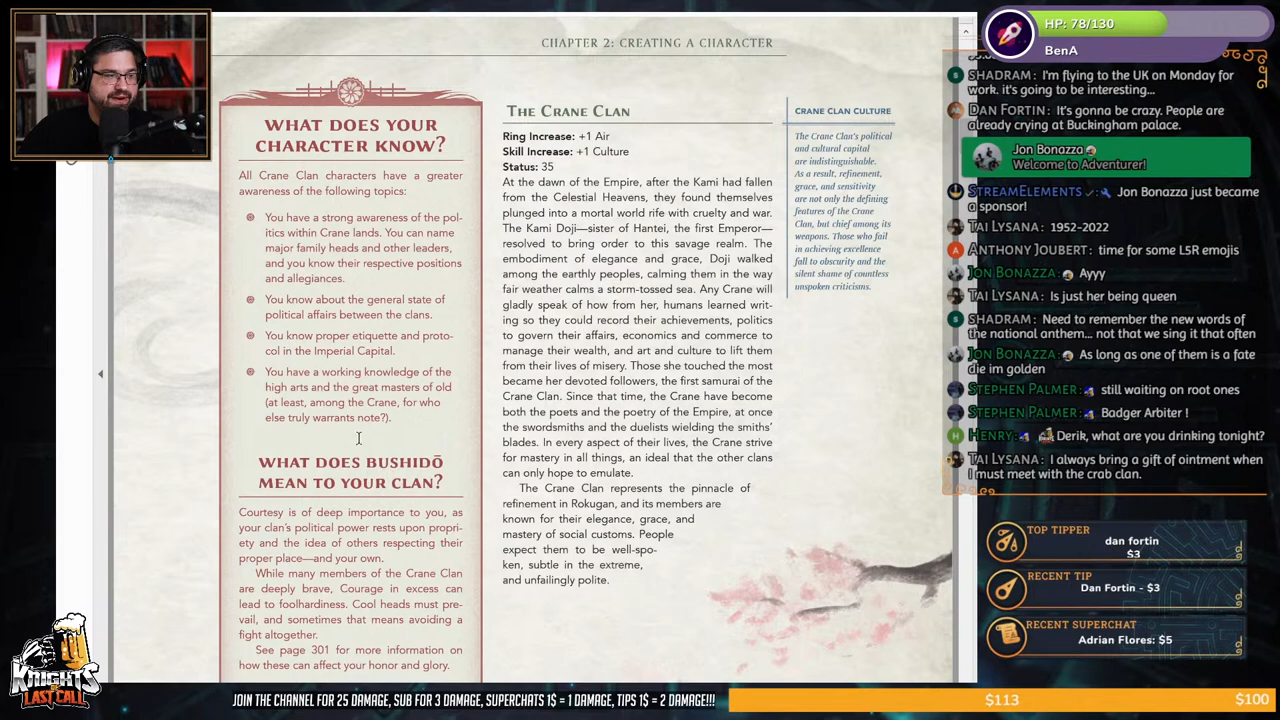 CHAPTER 2: CREATING A CHARACTER
WHAT DOES YOUR
CHARACTER KNOW?
All Crane Clan characters have a greater
awareness of the following topics:
You have a strong awareness of the pol-
itics within Crane lands. You can name
major family heads and other leaders,
and you know their respective positions
and allegiances.
You know about the general state of
political affairs between the clans.
You know proper etiquette and proto-
col in the Imperial Capital.
You have a working knowledge of the
high arts and the great masters of old
(at least, among the Crane, for who
else truly warrants note?).
WHAT DOES BUSHIDŌ
MEAN TO YOUR CLAN?
Courtesy is of deep importance to you, as
your clan's political power rests upon propri-
ety and the idea of others respecting their
proper place—and your own.
While many members of the Crane Clan
are deeply brave, Courage in excess can
lead to foolhardiness. Cool heads must pre-
vail, and sometimes that means avoiding a
fight altogether.
See page 301 for more information on
how these can affect your honor and glory.
THE CRANE CLAN
Ring Increase: +1 Air
Skill Increase: +1 Culture
Status: 35
At the dawn of the Empire, after the Kami had fallen
from the Celestial Heavens, they found themselves
plunged into a mortal world rife with cruelty and war.
The Kami Doji—sister of Hantei, the first Emperor—
resolved to bring order to this savage realm. The
embodiment of elegance and grace, Doji walked
among the earthly peoples, calming them in the way
fair weather calms a storm-tossed sea. Any Crane will
gladly speak of how from her, humans learned writ-
ing so they could record their achievements, politics
to govern their affairs, economics and commerce to
manage their wealth, and art and culture to lift them
from their lives of misery. Those she touched the most
became her devoted followers, the first samurai of the
Crane Clan. Since that time, the Crane have become
both the poets and the poetry of the Empire, at once
the swordsmiths and the duelists wielding the smiths'
blades. In every aspect of their lives, the Crane strive
for mastery in all things, an ideal that the other clans
can only hope to emulate.
The Crane Clan represents the pinnacle of
refinement in Rokugan, and its members are
known for their elegance, grace, and
mastery of social customs. People
expect them to be well-spo-
ken, subtle in the extreme,
and unfailingly polite.
CRANE CLAN CULTURE
The Crane Clan's political
and cultural capital
are indistinguishable.
As a result, refinement,
grace, and sensitivity
are not only the defining
features of the Crane
Clan, but chief among its
weapons. Those who fail
in achieving excellence
fall to obscurity and the
silent shame of countless
unspoken criticisms.
HP: 78/130
BenA
SHADRAM: I'm flying to the UK on Monday for
work. it's going to be interesting...
DAN FORTIN: It's gonna be crazy. People are
already crying at Buckingham palace.
Jon Bonazza
Welcome to Adventurer!
STREAMELEMENTS: Jon Bonazza just became
a sponsor!
TAI LYSANA: 1952-2022
ANTHONY JOUBERT: time for some L5R emojis
JON BONAZZA: Ayyy
TAI LYSANA: Is just her being queen
SHADRAM: Need to remember the new words of
the national anthem... not that we sing it that often
JON BONAZZA: As long as one of them is a fate
die im golden
STEPHEN PALMER: still waiting on root ones
STEPHEN PALMER: Badger Arbiter !
HENRY: Derik, what are you drinking tonight?
TAI LYSANA: I always bring a gift of ointment when
I must meet with the crab clan.
TOP TIPPER
dan fortin
$3
RECENT TIP
Dan Fortin - $3
RECENT SUPERCHAT
Adrian Flores: $5
KNIGHTS
LAST CALL
JOIN THE CHANNEL FOR 25 DAMAGE, SUB FOR 3 DAMAGE, SUPERCHATS 1$ = 1 DAMAGE, TIPS 1$ = 2 DAMAGE!!!
$113
$100